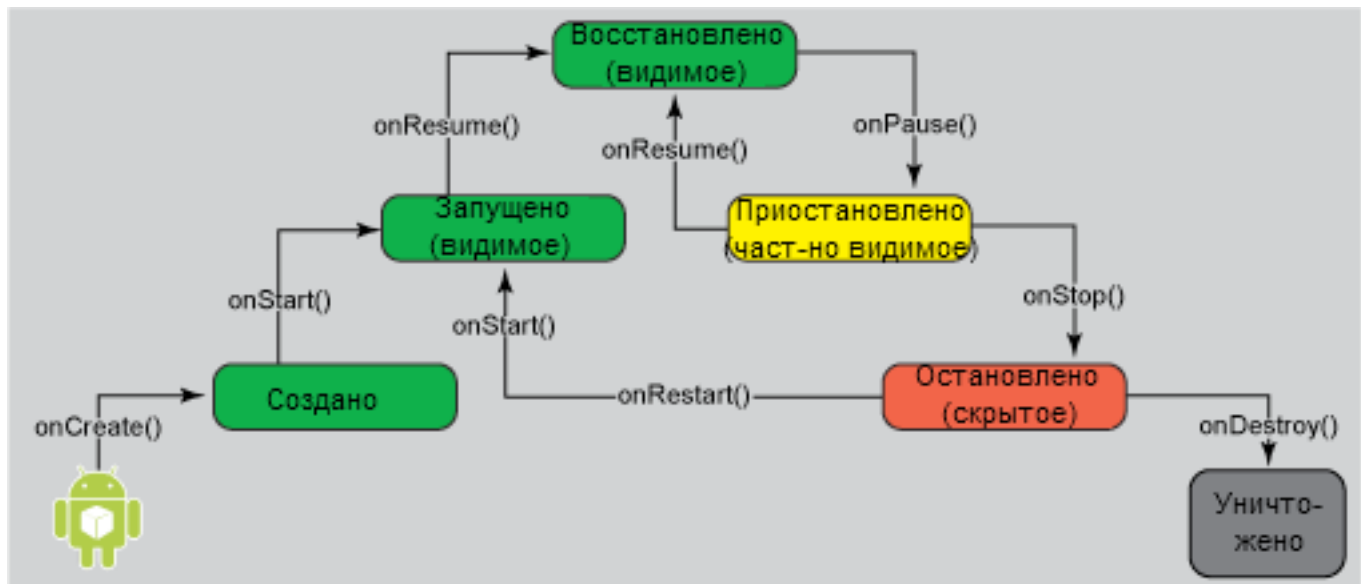 Восстановлено
(видимое)
onResume()
onPause()
onResume()
Запущено
(видимое)
Приостановлено
(част-но видимое)
onStart()
onStop()
onStart()
Создано
Остановлено
(скрытое)
onRestart()
onCreate()
onDestroy()
Уничто-
жено